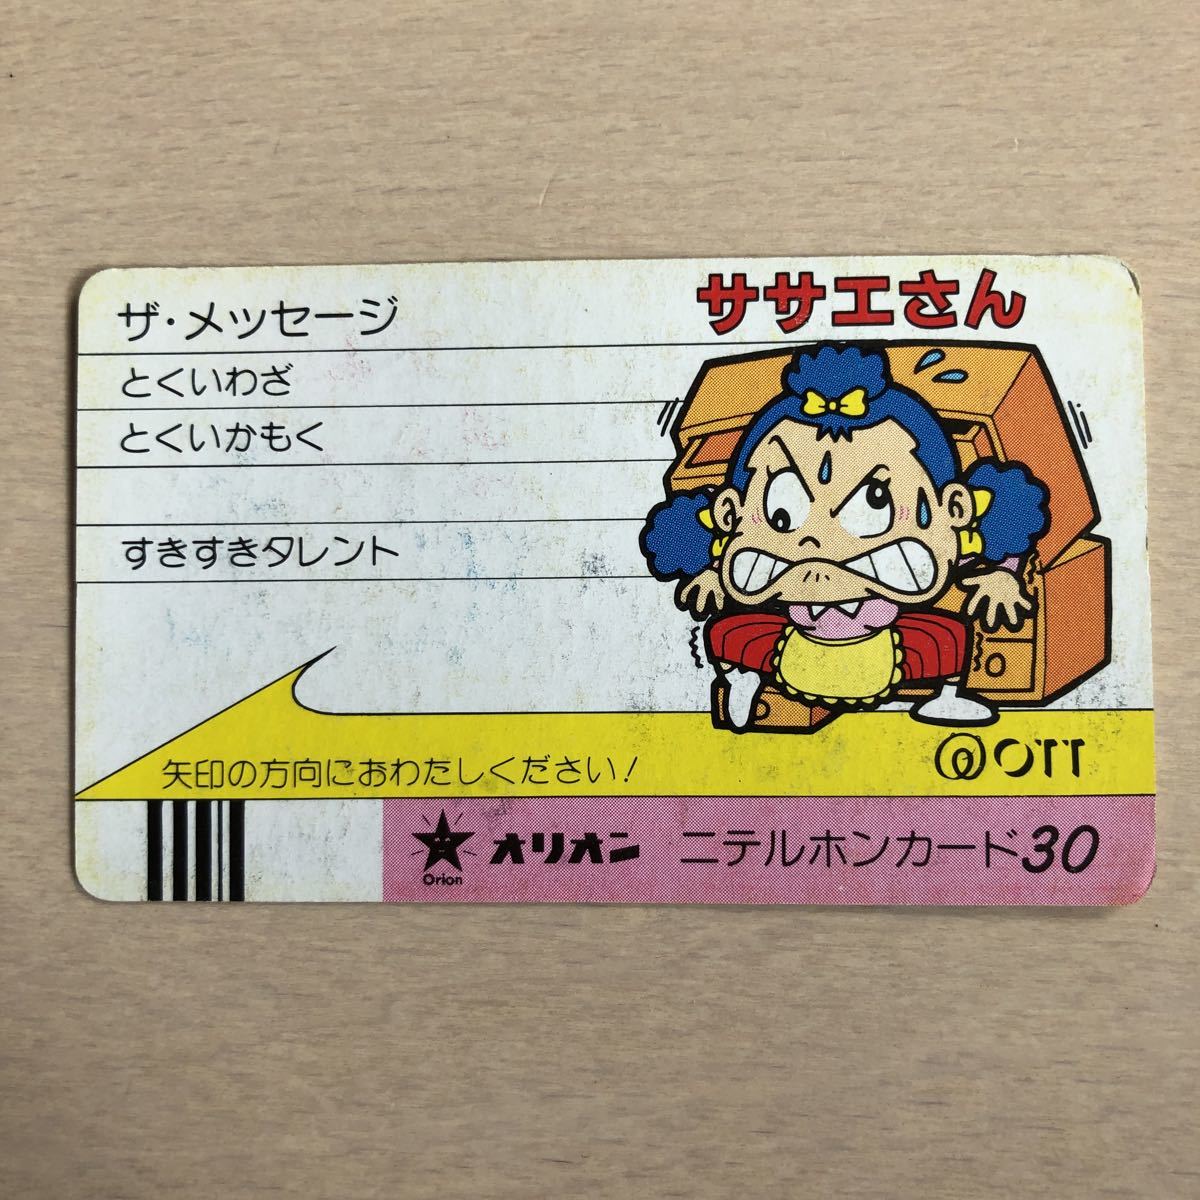 ササエさん
ザ・メッセージ
とくいわざ
とくいかもく
すきすきタレント
矢印の方向におわたしください!
OTT
Orion
オリオン ニテルホンカード30